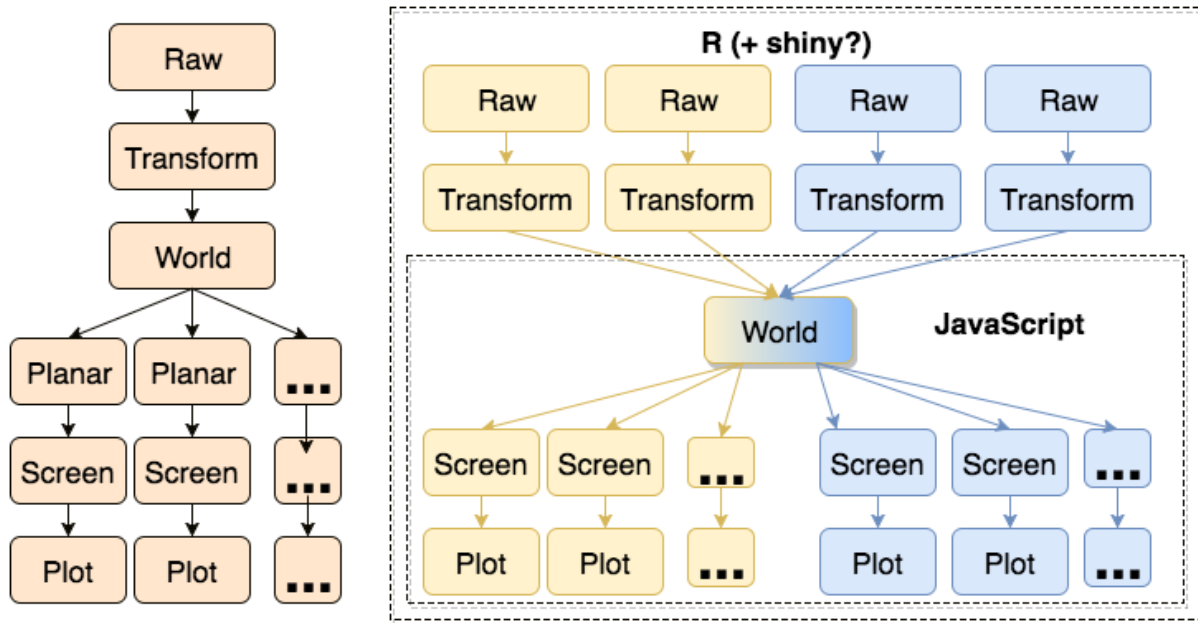 Raw
Transform
World
Planar Planar ...
Screen Screen ...
Plot Plot ...
R (+ shiny?)
Raw Raw Raw Raw
Transform Transform Transform Transform
World
JavaScript
Screen Screen ... Screen Screen ...
Plot Plot ... Plot Plot ...